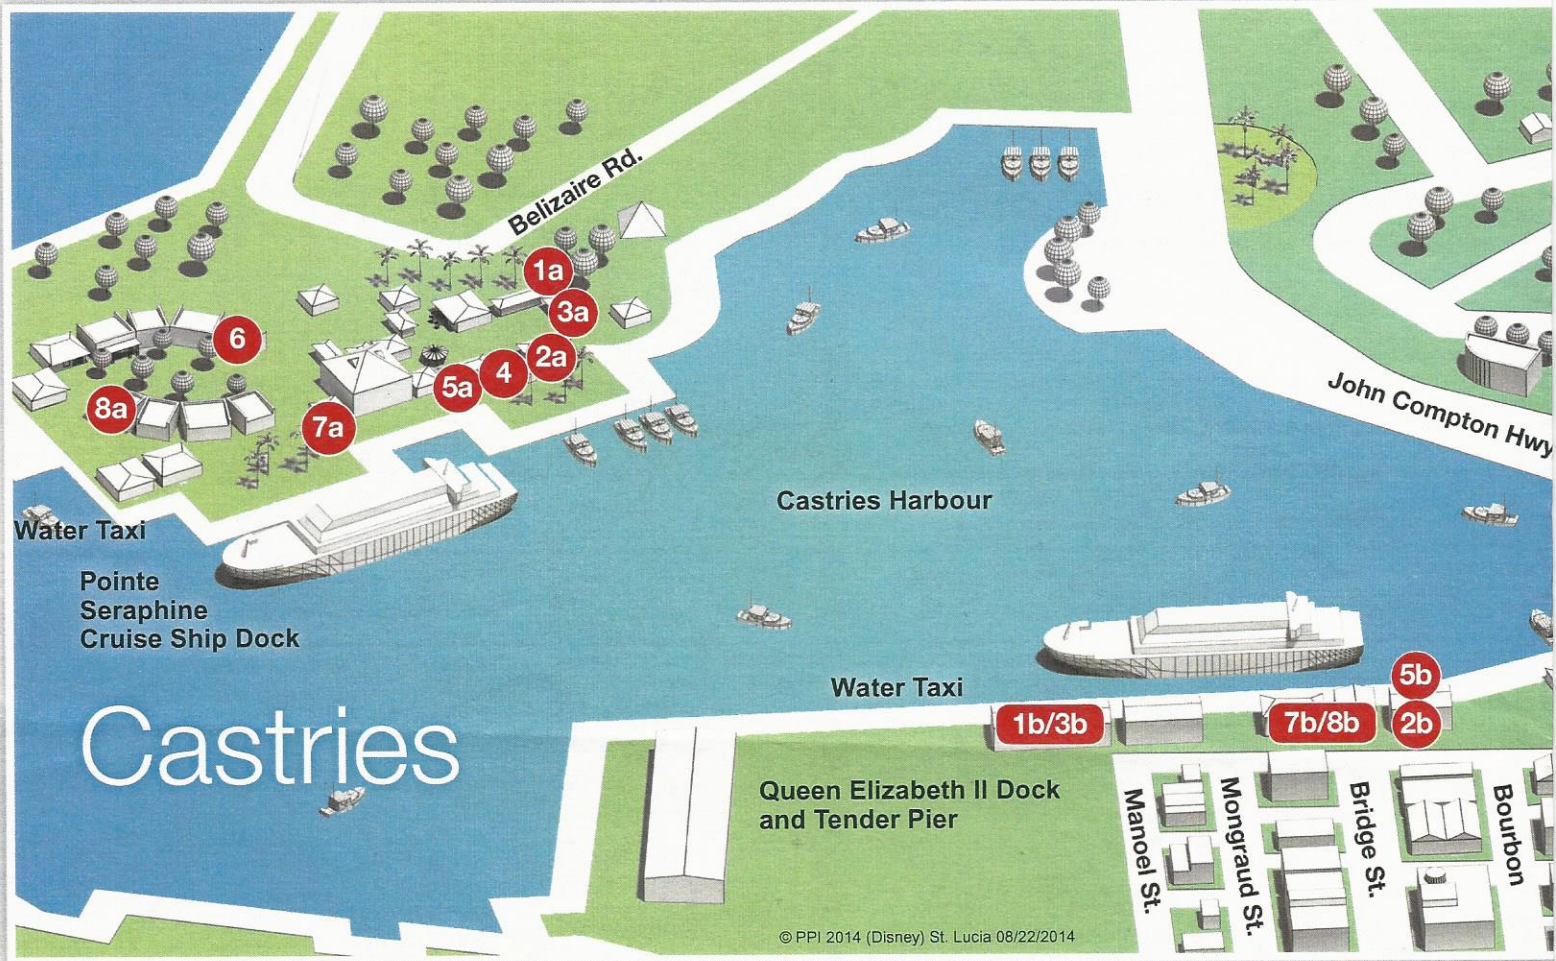 Belizaire Rd.
1a
3a
6
2a
4
5a
8a
7a
John Compton Hwy
Castries Harbour
Water Taxi
Pointe
Seraphine
Cruise Ship Dock
Water Taxi
5b
1b/3b
7b/8b
2b
Castries
Queen Elizabeth II Dock
and Tender Pier
Manoel St.
Mongraud St.
Bridge St.
Bourbon
© PPI 2014 (Disney) St. Lucia 08/22/2014